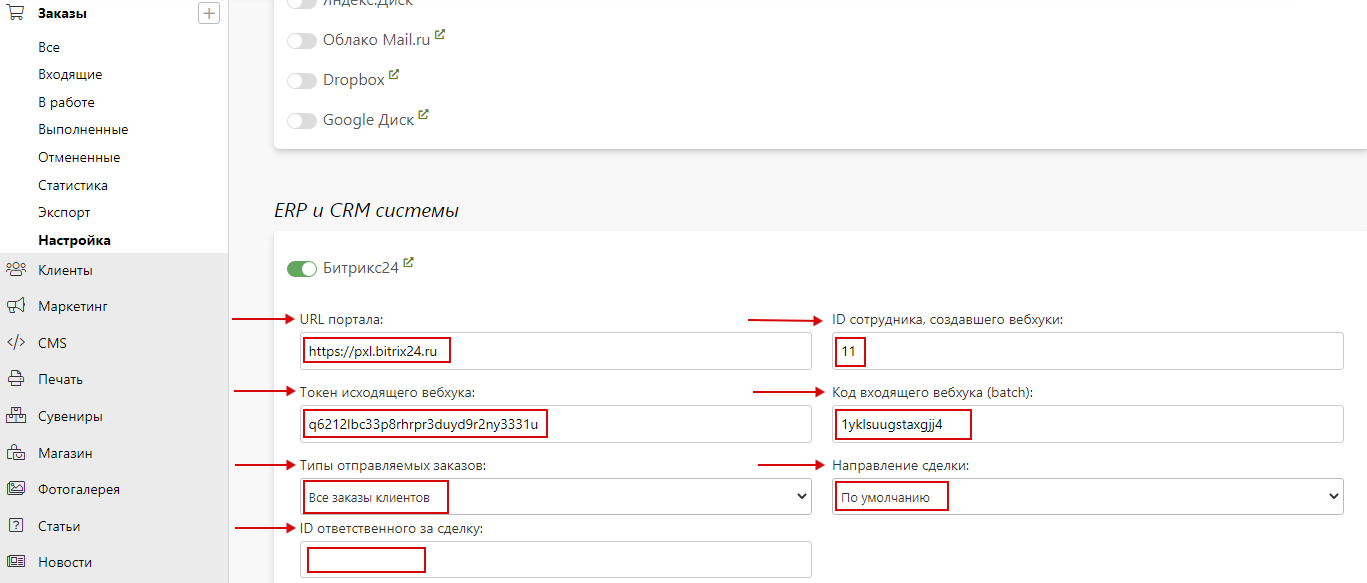 Заказы
Все
Входящие
В работе
Выполненные
Отмененные
Статистика
Экспорт
Настройка
Клиенты
Маркетинг
CMS
Печать
Сувениры
Магазин
Фотогалерея
Статьи
Новости
Яндекс.Диск
Облако Mail.ru
Dropbox
Google Диск
ERP и CRM системы
Битрикс24
URL портала:
https://pxl.bitrix24.ru
ID сотрудника, создавшего вебхуки:
11
Токен исходящего вебхука:
q6212lbc33p8rhrpr3duyd9r2ny3331u
Код входящего вебхука (batch):
1yklsuugstaxgjj4
Типы отправляемых заказов:
Все заказы клиентов
Направление сделки:
По умолчанию
ID ответственного за сделку: